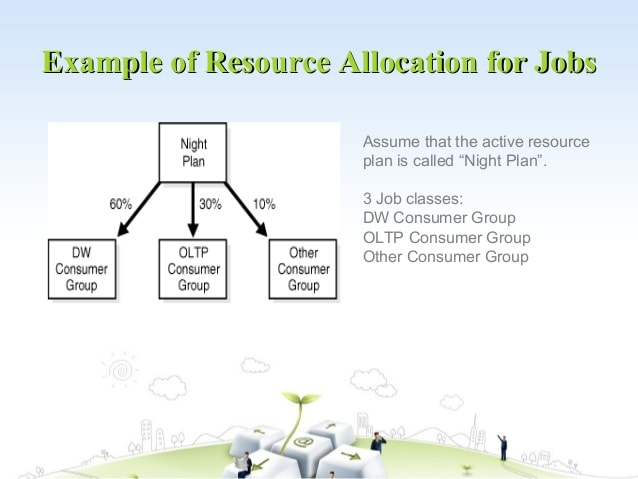 Example of Resource Allocation for Jobs
Night
Plan
60%
30%
10%
DW
Consumer
Group
OLTP
Consumer
Group
Other
Consumer
Group
Assume that the active resource
plan is called “Night Plan”.
3 Job classes:
DW Consumer Group
OLTP Consumer Group
Other Consumer Group
@